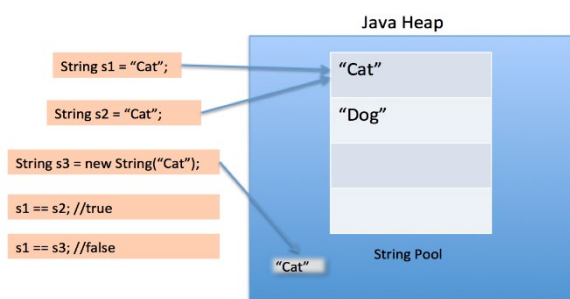 Java Heap
String s1 = “Cat”;
“Cat”
String s2 = “Cat”;
“Dog”
String s3 = new String(“Cat”);
s1 == s2; //true
s1 == s3; //false
String Pool
“Cat”